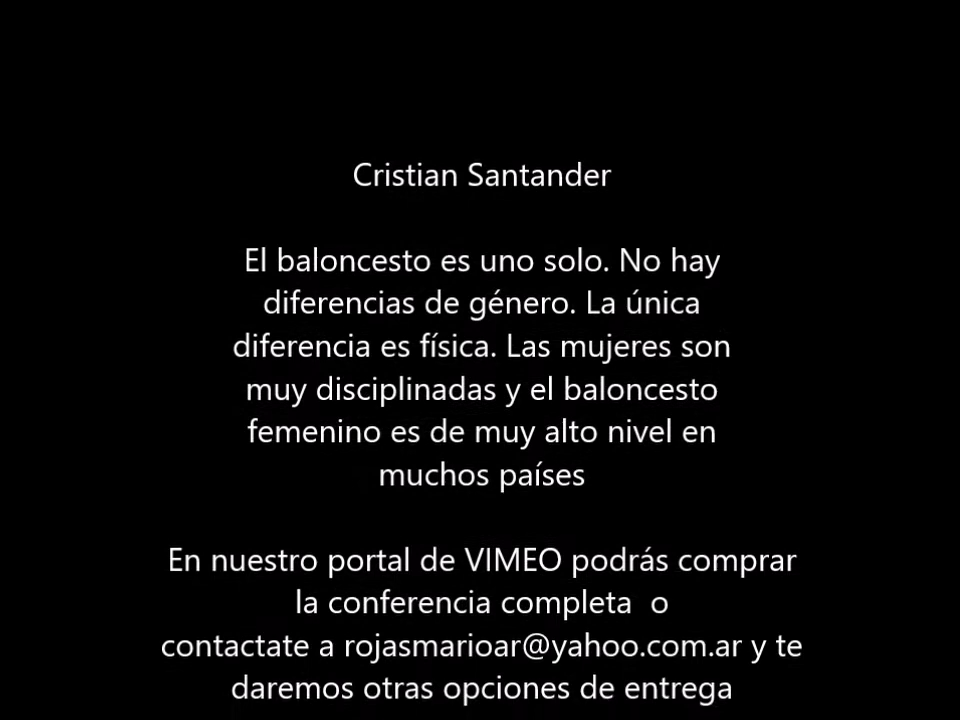 Cristian Santander
El baloncesto es uno solo. No hay
diferencias de género. La única
diferencia es física. Las mujeres son
muy disciplinadas y el baloncesto
femenino es de muy alto nivel en
muchos países
En nuestro portal de VIMEO podrás comprar
la conferencia completa  o
contactate a rojasmarioar@yahoo.com.ar y te
daremos otras opciones de entrega